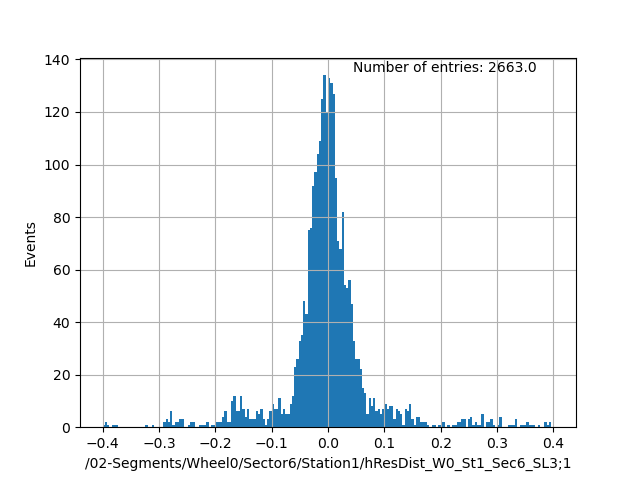 Number of entries: 2663.0
140
120
100
80
60
40
20
0
Events
−0.4 −0.3 −0.2 −0.1 0.0 0.1 0.2 0.3 0.4
/02-Segments/Wheel0/Sector6/Station1/hResDist_W0_St1_Sec6_SL3;1